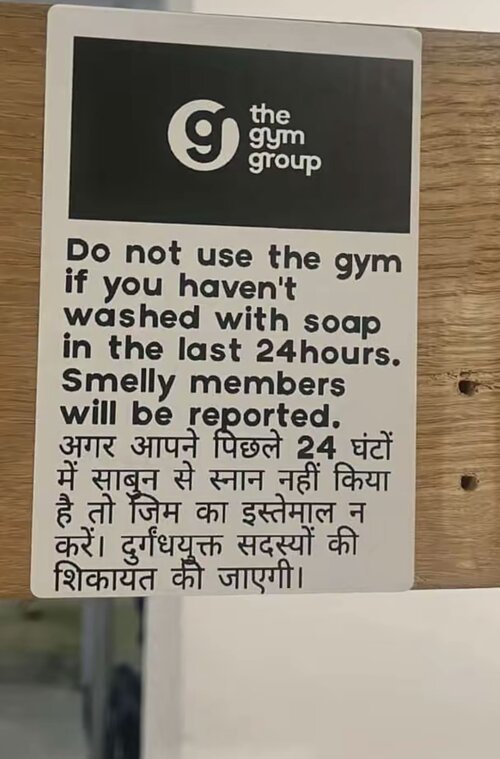 the
gym
group
Do not use the gym
if you haven't
washed with soap
in the last 24hours.
Smelly members
will be reported.
अगर आपने पिछले 24 घंटों
में साबुन से स्नान नहीं किया
है तो जिम का इस्तेमाल न
करें। दुर्गंधयुक्त सदस्यों की
शिकायत की जाएगी।